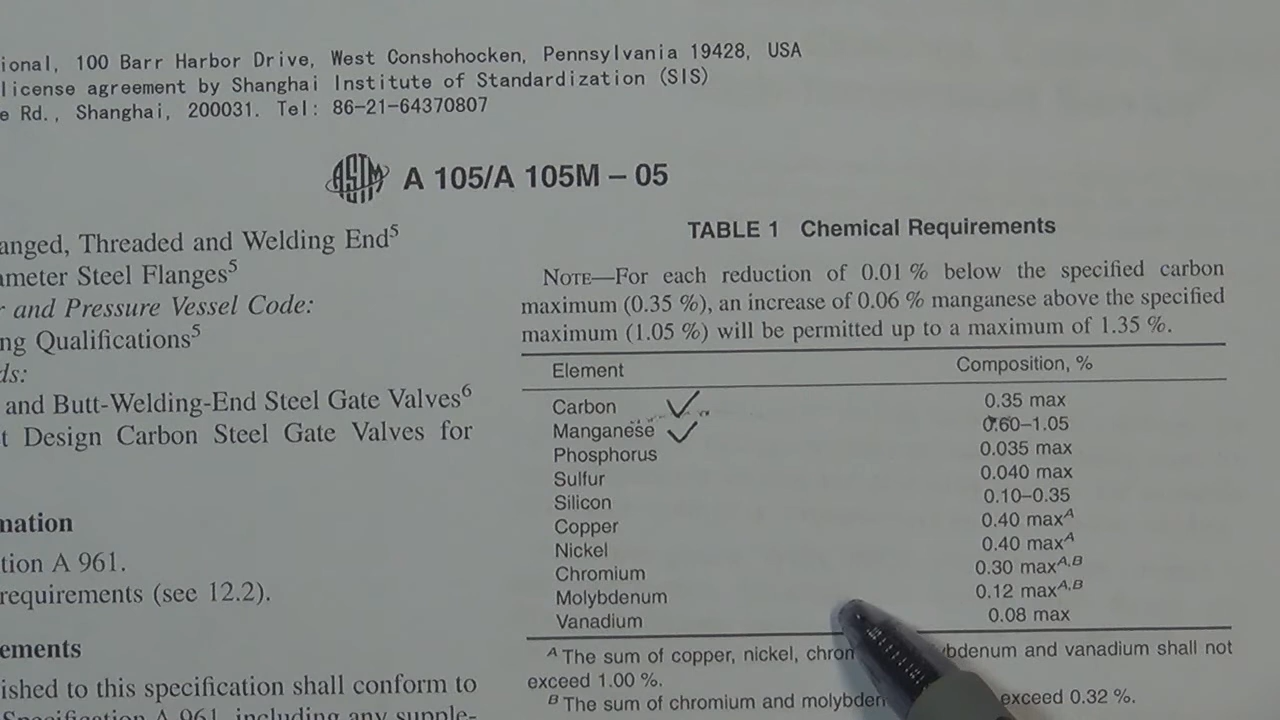 ional, 100 Barr Harbor Drive, West Conshohocken, Pennsylvania 19428, USA
license agreement by Shanghai Institute of Standardization (SIS)
e Rd., Shanghai, 200031. Tel: 86-21-64370807
ASTM A 105/A 105M – 05
anged, Threaded and Welding End5
ameter Steel Flanges5
r and Pressure Vessel Code:
ng Qualifications5
ds:
and Butt-Welding-End Steel Gate Valves6
t Design Carbon Steel Gate Valves for
mation
tion A 961.
requirements (see 12.2).
ements
ished to this specification shall conform to
Specification A 961, including any supple-
TABLE 1 Chemical Requirements
NOTE—For each reduction of 0.01 % below the specified carbon
maximum (0.35 %), an increase of 0.06 % manganese above the specified
maximum (1.05 %) will be permitted up to a maximum of 1.35 %.
Element Composition, %
Carbon 0.35 max
Manganese 0.60–1.05
Phosphorus 0.035 max
Sulfur 0.040 max
Silicon 0.10–0.35
Copper 0.40 maxA
Nickel 0.40 maxA
Chromium 0.30 maxA,B
Molybdenum 0.12 maxA,B
Vanadium 0.08 max
A The sum of copper, nickel, chron ybdenum and vanadium shall not
exceed 1.00 %.
B The sum of chromium and molybden exceed 0.32 %.